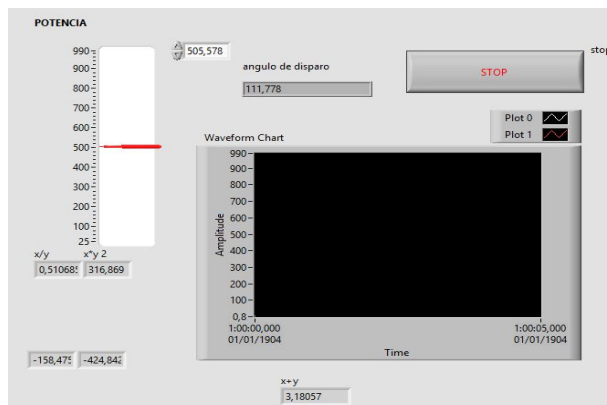 POTENCIA
990
900
800
700
600
500
400
300
200
100
25
505,578
angulo de disparo
111,778
stop
STOP
Plot 0
Plot 1
Waveform Chart
990
900
800
700
600
500
400
300
200
100
0,8
Amplitude
1:00:00,000
01/01/1904
1:00:05,000
01/01/1904
Time
x/y
x*y 2
0,51068
316,869
-158,475
-424,842
x+y
3,18057